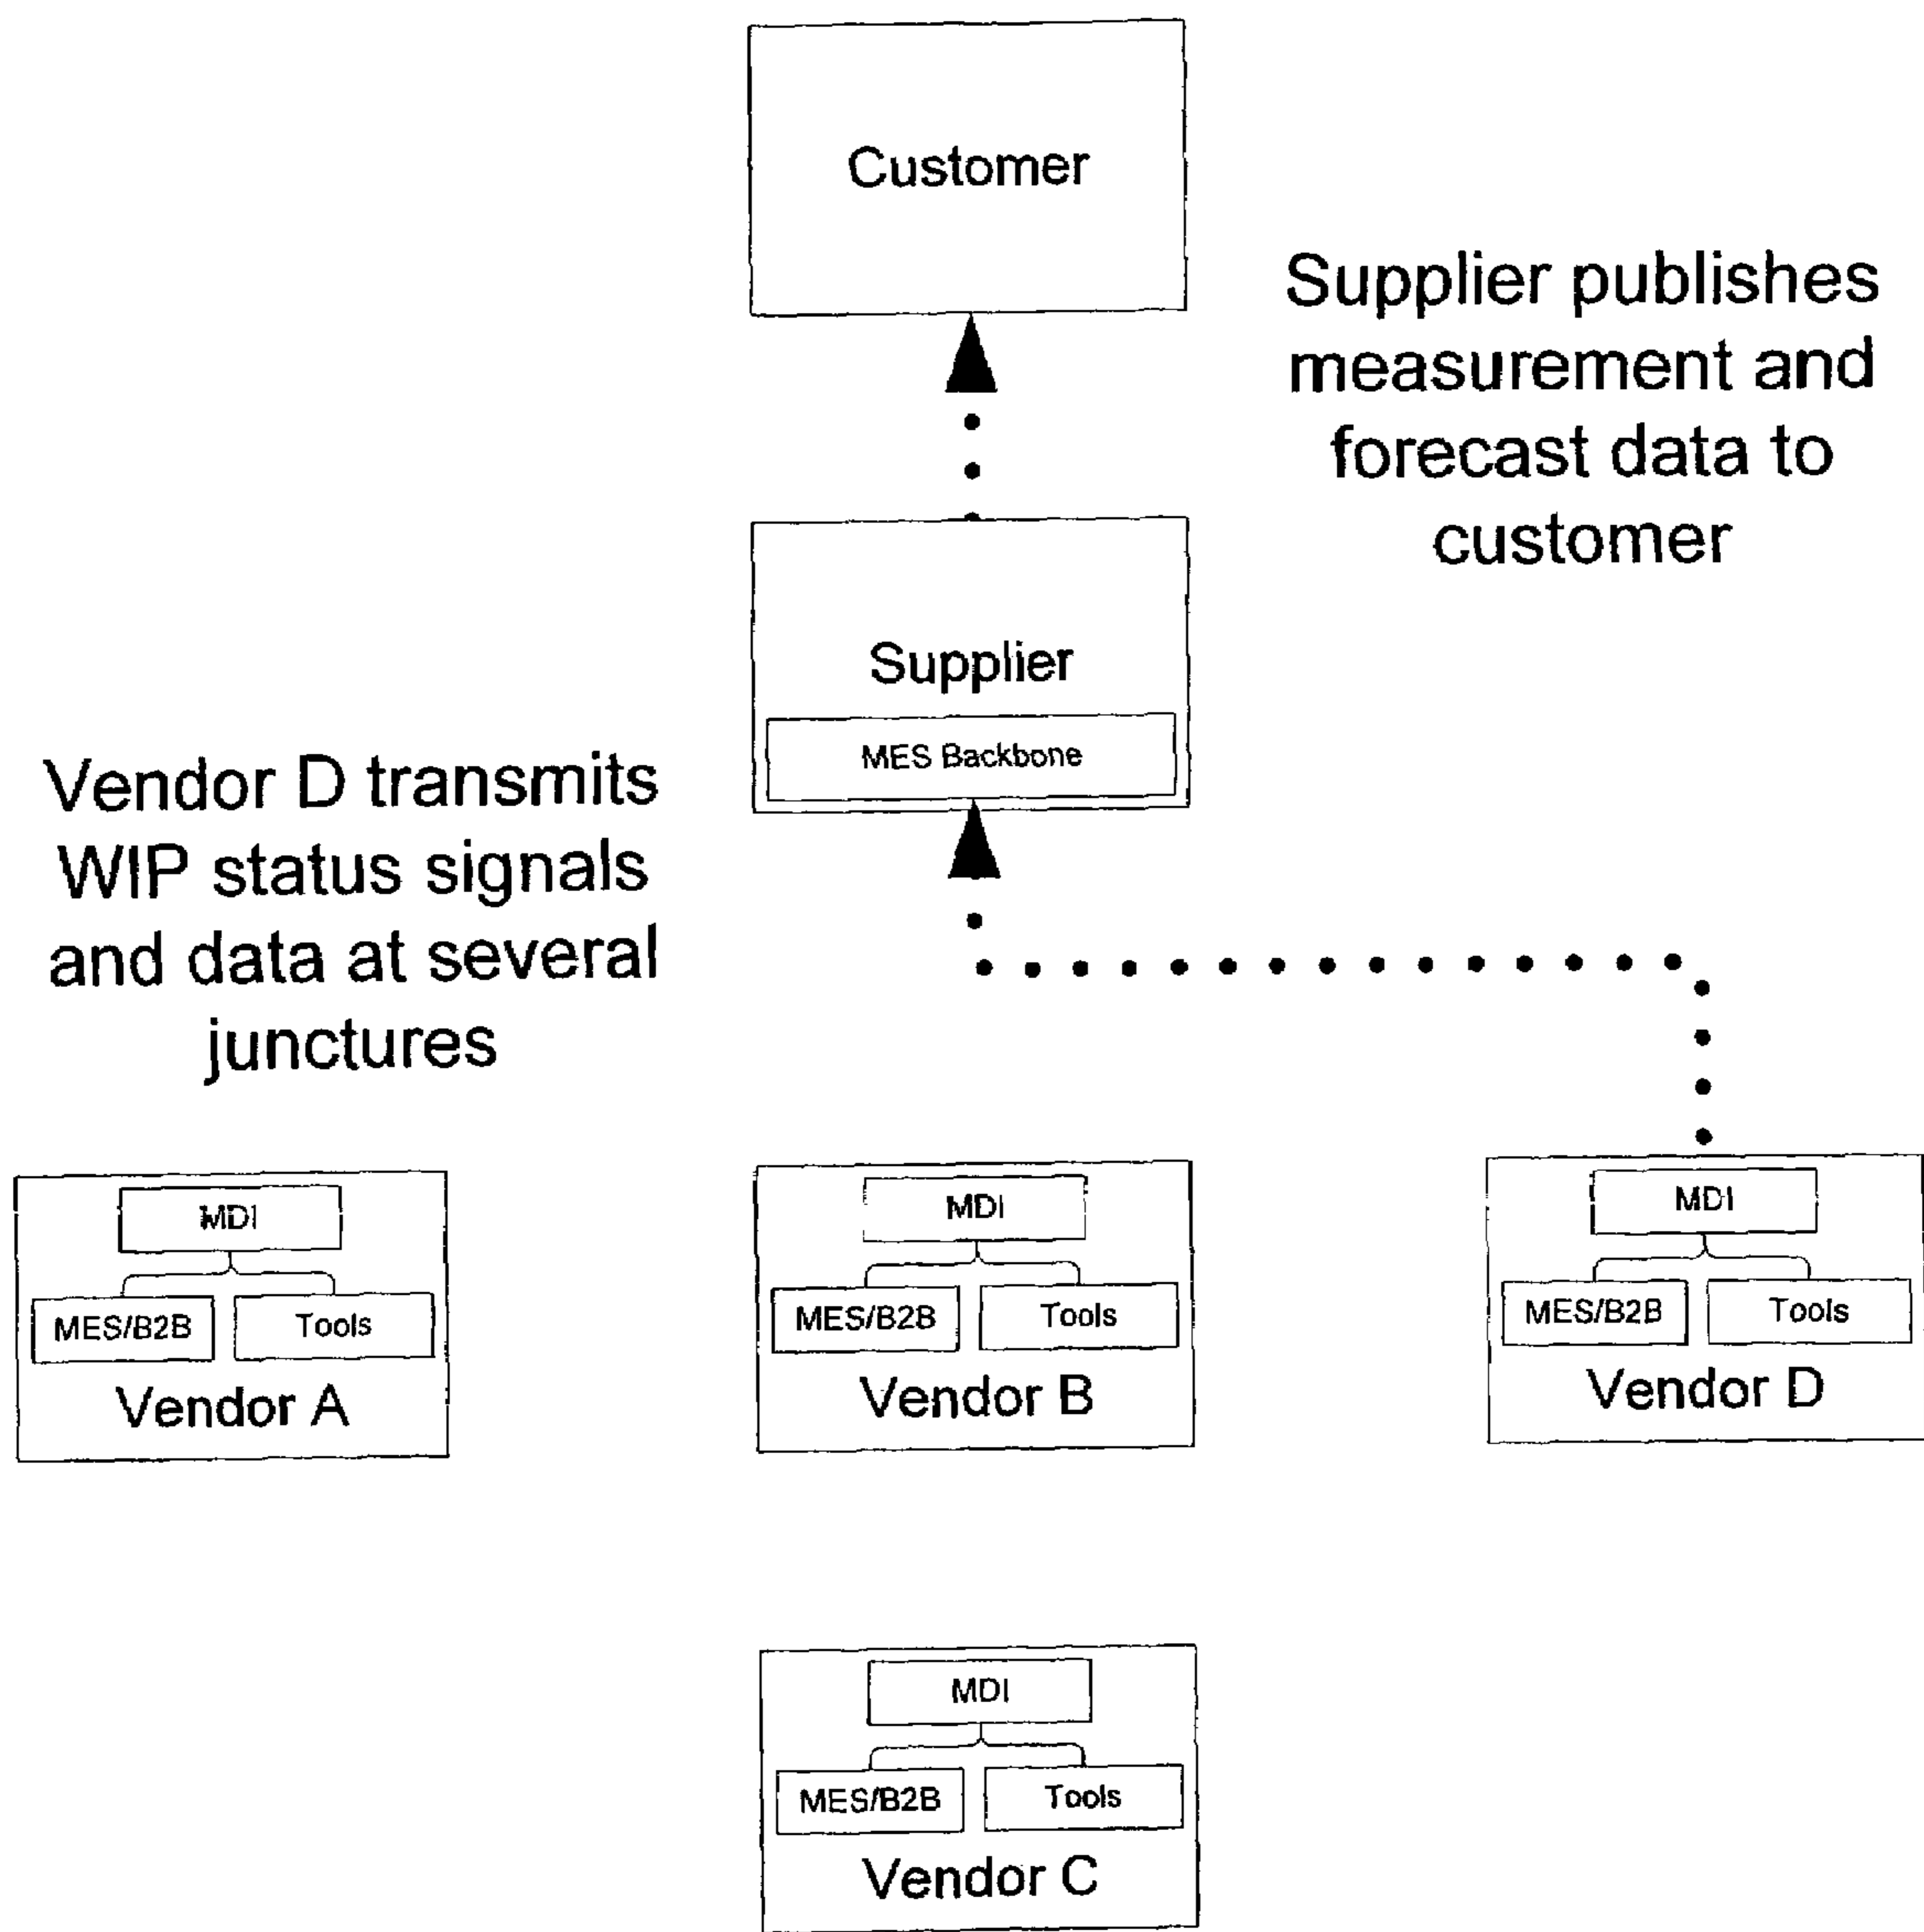 Customer
Supplier publishes
measurement and
forecast data to
customer
Supplier
MES Backbone
Vendor D transmits
WIP status signals
and data at several
junctures
MDI
MES/B2B
Tools
Vendor A
MDI
MES/B2B
Tools
Vendor B
MDI
MES/B2B
Tools
Vendor D
MDI
MES/B2B
Tools
Vendor C